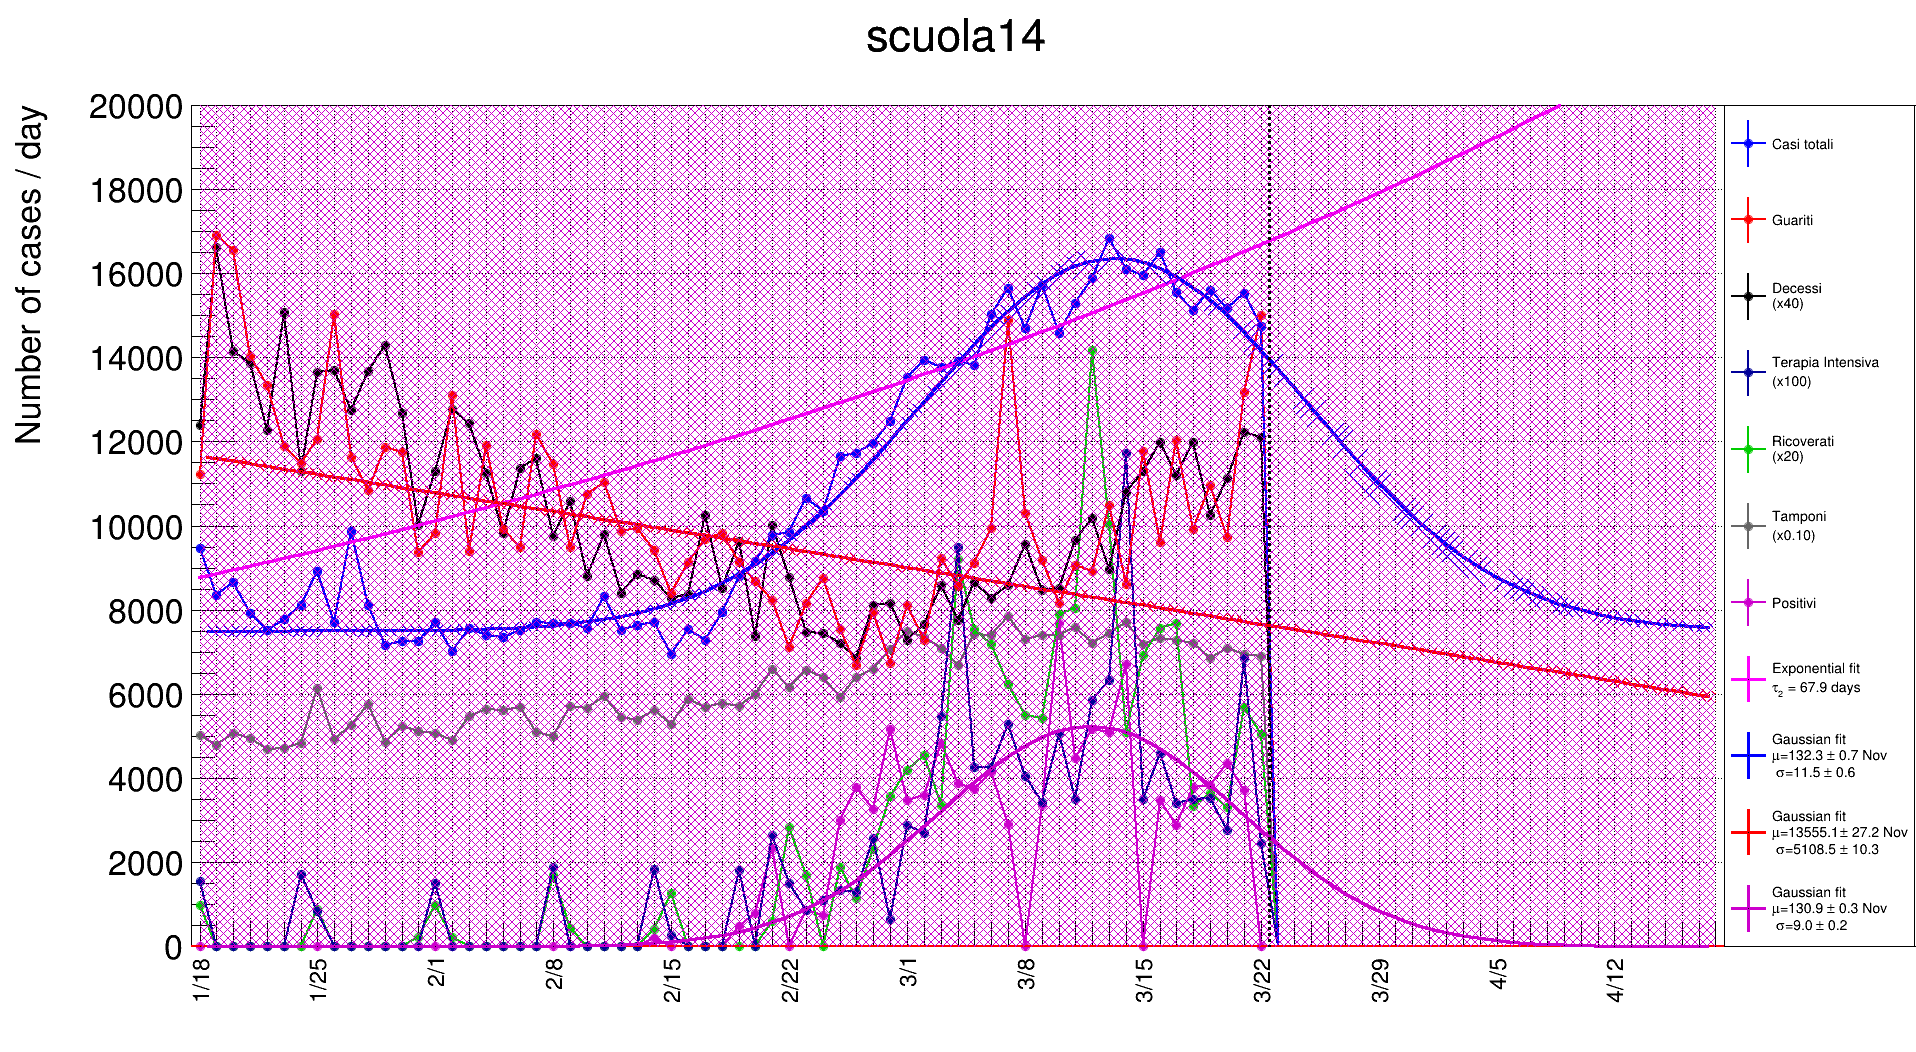 scuola14
Number of cases / day
20000
18000
16000
14000
12000
10000
8000
6000
4000
2000
0
1/18
1/25
2/1
2/8
2/15
2/22
3/1
3/8
3/15
3/22
3/29
4/5
4/12
Casi totali
Guariti
Decessi
(x40)
Terapia Intensiva
(x100)
Ricoverati
(x20)
Tamponi
(x0.10)
Positivi
Exponential fit
τ2 = 67.9 days
Gaussian fit
μ=132.3 ± 0.7 Nov
σ=11.5 ± 0.6
Gaussian fit
μ=13555.1 ± 27.2 Nov
σ=5108.5 ± 10.3
Gaussian fit
μ=130.9 ± 0.3 Nov
σ=9.0 ± 0.2